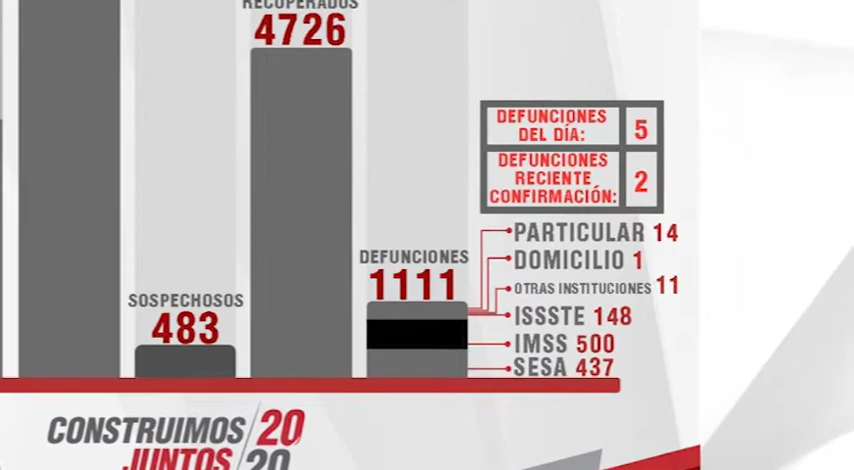 RECUPERADOS
4726
DEFUNCIONES
DEL DÍA:
5
DEFUNCIONES
RECIENTE
CONFIRMACIÓN:
2
PARTICULAR 14
DOMICILIO 1
OTRAS INSTITUCIONES 11
ISSSTE 148
IMSS 500
SESA 437
DEFUNCIONES
1111
SOSPECHOSOS
483
CONSTRUIMOS 20
JUNTOS 20